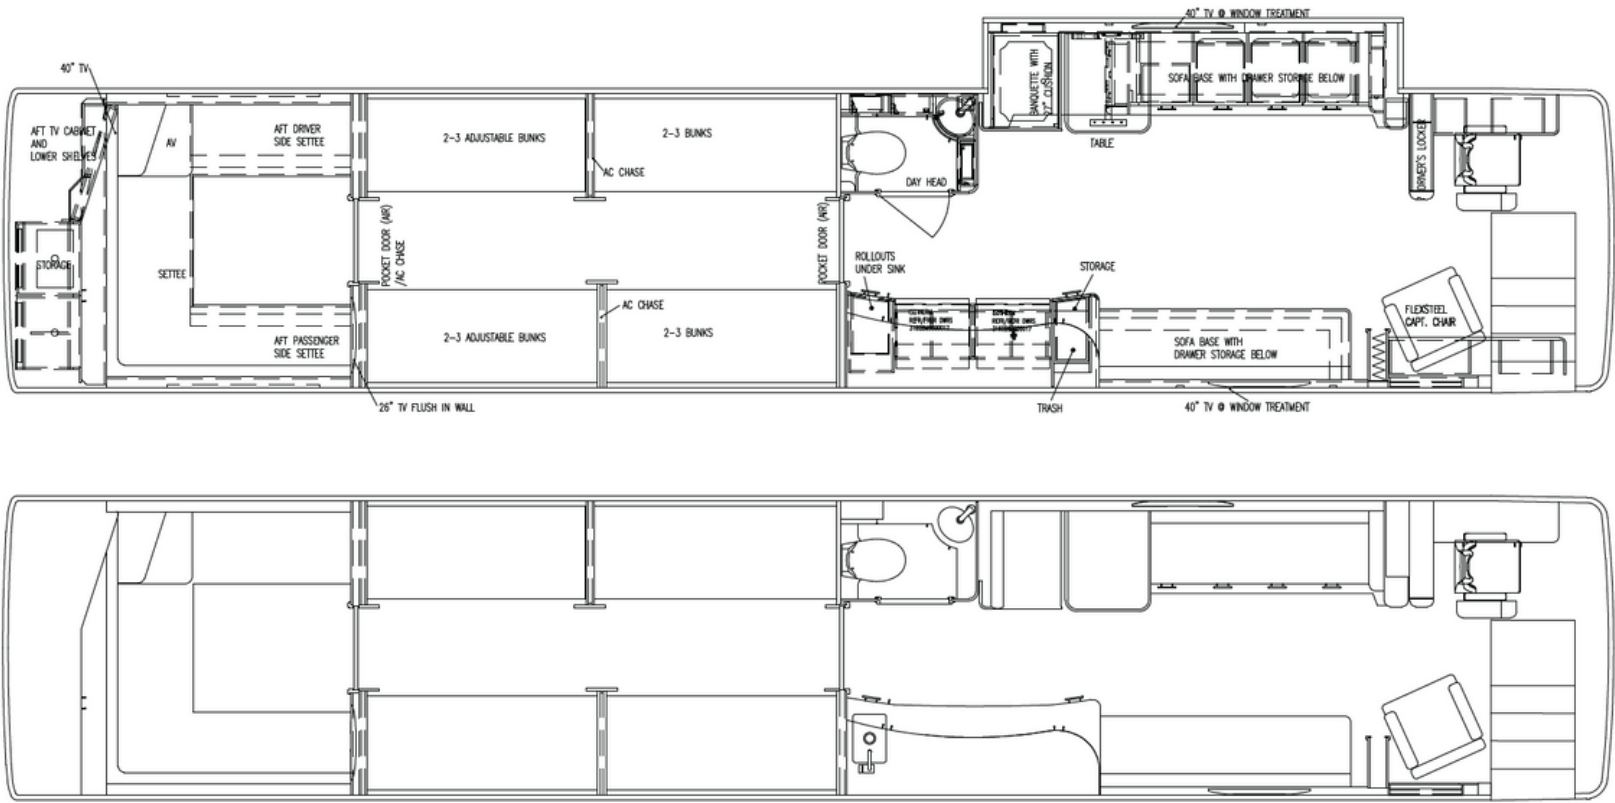 40" TV @ WINDOW TREATMENT
40" TV
BANQUETTE WITH
22" CUSHION
SOFA BASE WITH DRAWER STORAGE BELOW
AFT TV CABINET
AND
LOWER SHELVES
AV
AFT DRIVER
SIDE SETTEE
2-3 ADJUSTABLE BUNKS
2-3 BUNKS
TABLE
AC CHASE
DAY HEAD
DRIVER'S LOCKER
POCKET DOOR (AIR)
/AC CHASE
POCKET DOOR (AIR)
STORAGE
SETTEE
ROLLOUTS
UNDER SINK
STORAGE
AC CHASE
FLEXSTEEL
CAPT. CHAIR
2-3 ADJUSTABLE BUNKS
2-3 BUNKS
AFT PASSENGER
SIDE SETTEE
SOFA BASE WITH
DRAWER STORAGE BELOW
26" TV FLUSH IN WALL
TRASH
40" TV @ WINDOW TREATMENT